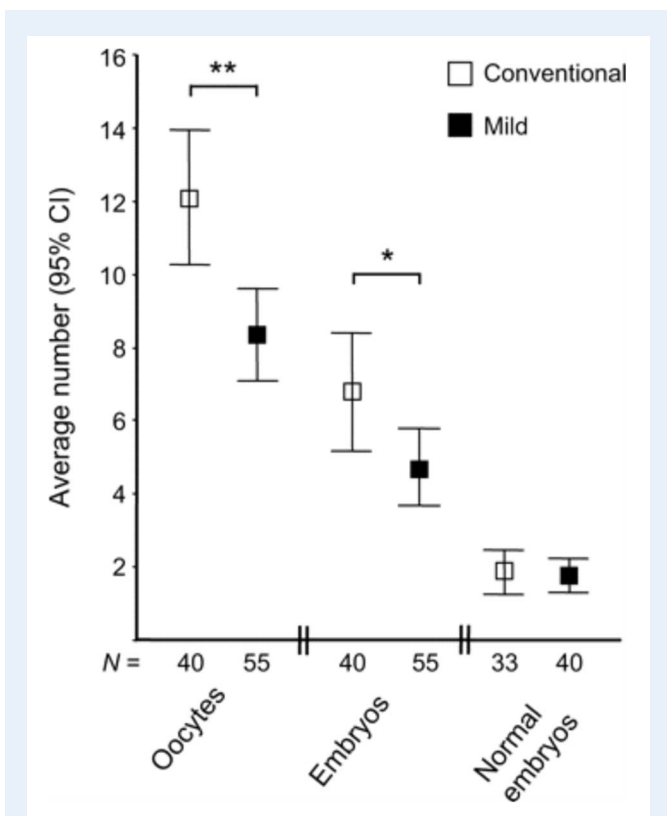 16
**
Conventional
14
Mild
12
10
*
8
6
4
2
Average number (95% CI)
N = 40 55 40 55 33 40
Oocytes
Embryos
Normal
embryos